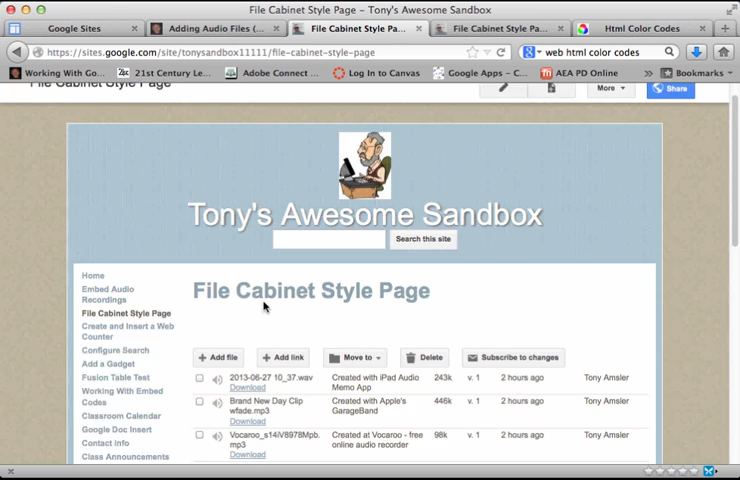 File Cabinet Style Page - Tony's Awesome Sandbox
Google Sites
Adding Audio Files (...
File Cabinet Style Pa...
File Cabinet Style Pa...
Html Color Codes
https://sites.google.com/site/tonysandbox11111/file-cabinet-style-page
web html color codes
Working With Go...
21st Century Le...
Adobe Connect ...
Log In to Canvas
Google Apps - C...
AEA PD Online
Bookmarks
File Cabinet Style Page
More
Share
Tony's Awesome Sandbox
Search this site
Home
Embed Audio
Recordings
File Cabinet Style Page
Create and Insert a Web
Counter
Configure Search
Add a Gadget
Fusion Table Test
Working With Embed
Codes
Classroom Calendar
Google Doc Insert
Contact Info
Class Announcements
File Cabinet Style Page
Add file
Add link
Move to
Delete
Subscribe to changes
2013-06-27 10_37.wav
Download
Created with iPad Audio
Memo App
243k
v. 1
2 hours ago
Tony Amsler
Brand New Day Clip
wfade.mp3
Download
Created with Apple's
GarageBand
446k
v. 1
2 hours ago
Tony Amsler
Vocaroo_s14iV8978Mpb.
mp3
Download
Created at Vocaroo - free
online audio recorder
98k
v. 1
2 hours ago
Tony Amsler